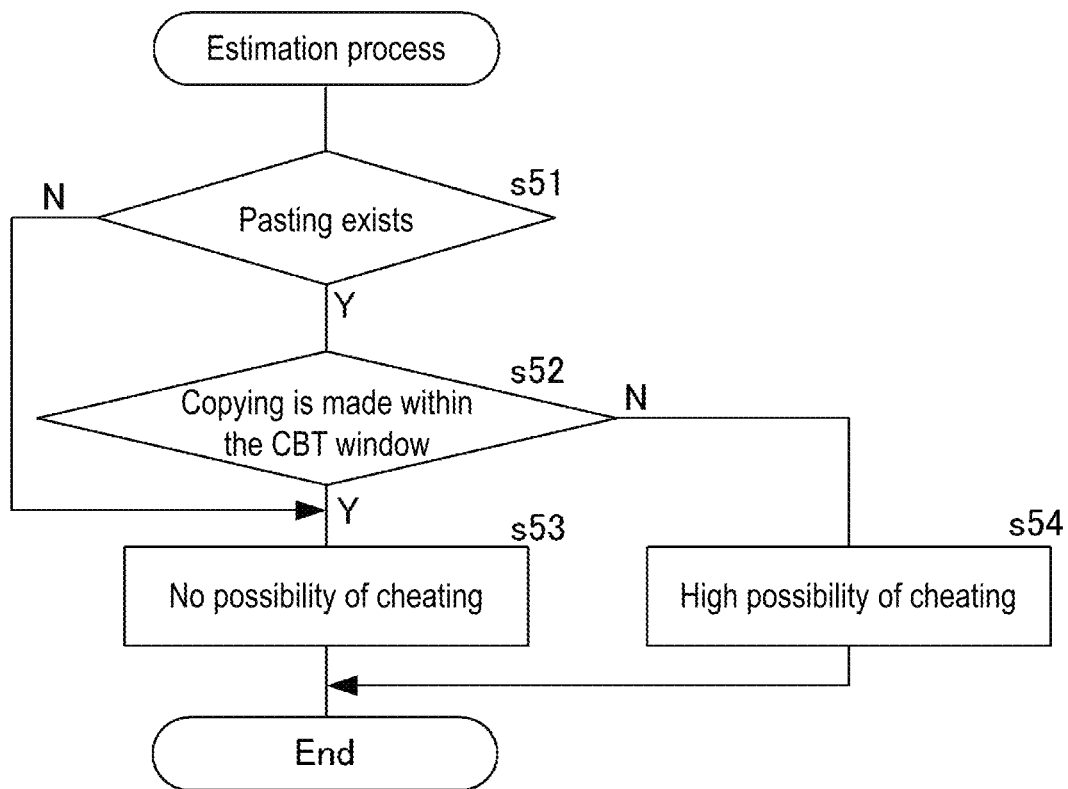 Estimation process
s51
N
Pasting exists
Y
s52
N
Copying is made within
the CBT window
Y
s53
s54
No possibility of cheating
High possibility of cheating
End